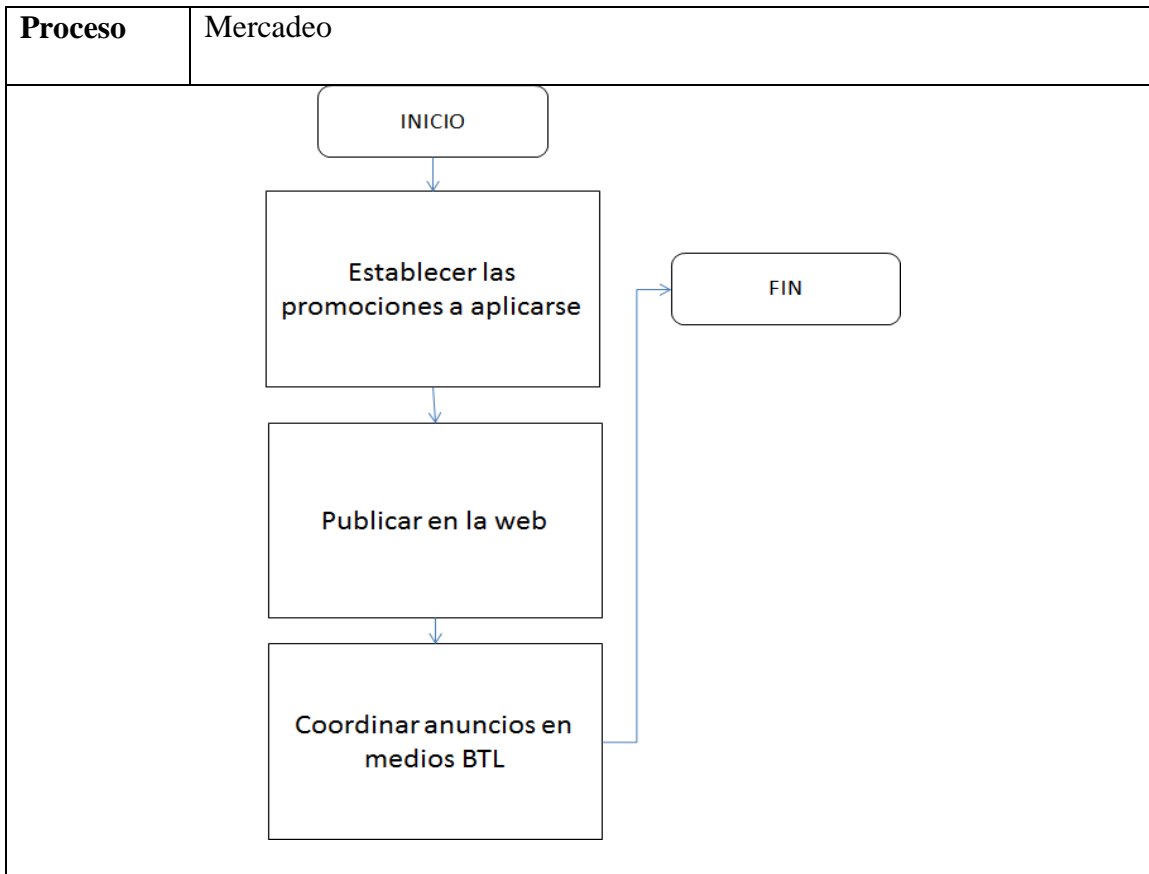 Proceso Mercadeo
INICIO
Establecer las
promociones a aplicarse
FIN
Publicar en la web
Coordinar anuncios en
medios BTL